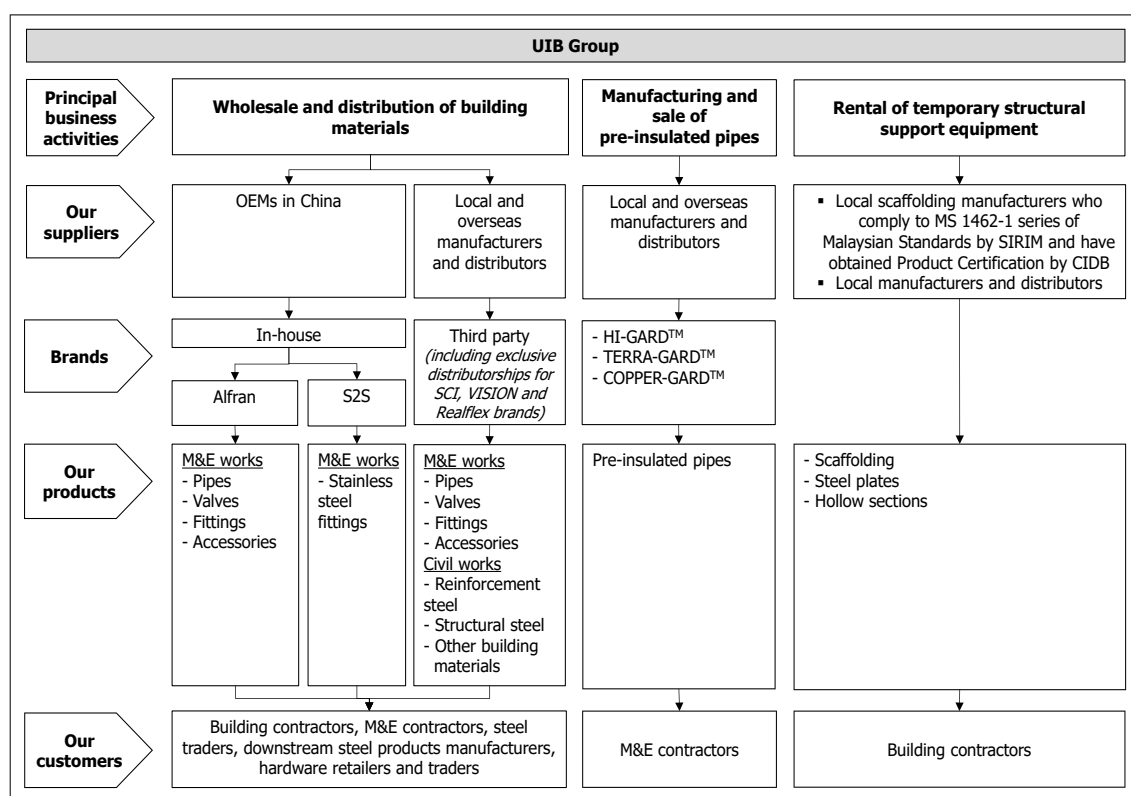 UIB Group
Principal
business
activities
Wholesale and distribution of building
materials
Manufacturing and
sale of
pre-insulated pipes
Rental of temporary structural
support equipment
Our
suppliers
OEMs in China
Local and
overseas
manufacturers
and distributors
Local and overseas
manufacturers and
distributors
▪ Local scaffolding manufacturers who
comply to MS 1462-1 series of
Malaysian Standards by SIRIM and have
obtained Product Certification by CIDB
▪ Local manufacturers and distributors
Brands
In-house
Alfran
S2S
Third party
(including exclusive
distributorships for
SCI, VISION and
Realflex brands)
- HI-GARD™
- TERRA-GARD™
- COPPER-GARD™
Our
products
M&E works
- Pipes
- Valves
- Fittings
- Accessories
M&E works
- Stainless
steel
fittings
M&E works
- Pipes
- Valves
- Fittings
- Accessories
Civil works
- Reinforcement
steel
- Structural steel
- Other building
materials
Pre-insulated pipes
- Scaffolding
- Steel plates
- Hollow sections
Our
customers
Building contractors, M&E contractors, steel
traders, downstream steel products manufacturers,
hardware retailers and traders
M&E contractors
Building contractors